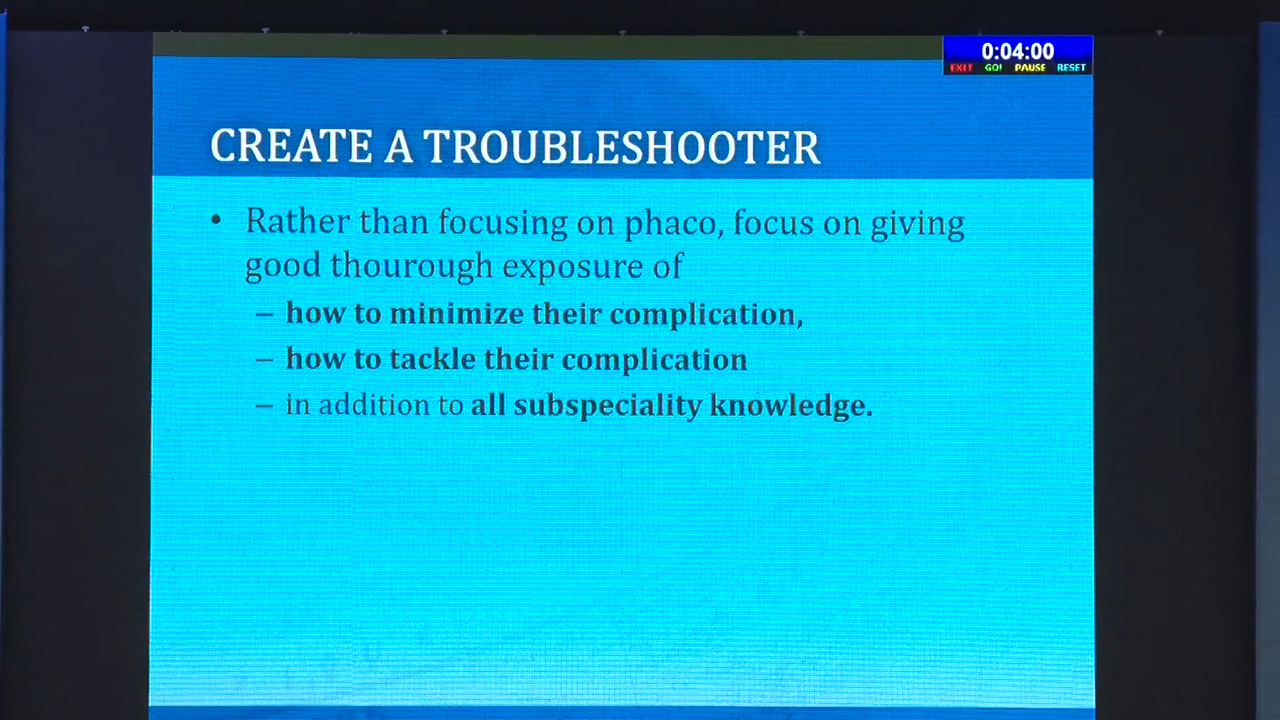 0:04:00
EXIT GO! PAUSE RESET
CREATE A TROUBLESHOOTER
• Rather than focusing on phaco, focus on giving
good thourough exposure of
– how to minimize their complication,
– how to tackle their complication
– in addition to all subspeciality knowledge.